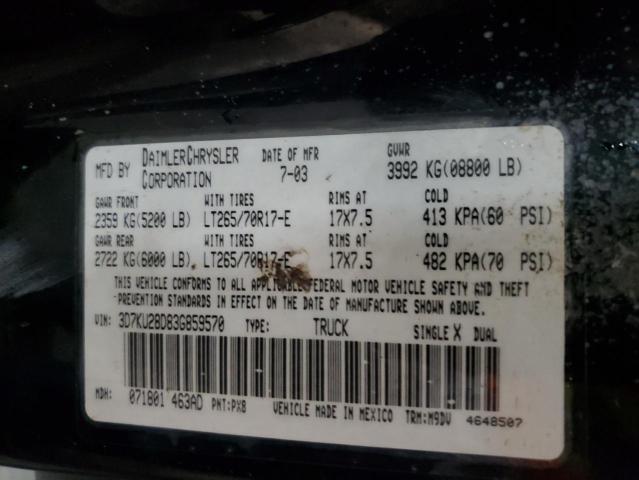 MFD BY DAIMLERCHRYSLER CORPORATION DATE OF MFR 7-03 GVWR 3992 KG(08800 LB)
GAWR FRONT WITH TIRES RIMS AT COLD
2359 KG(5200 LB) LT265/70R17-E 17X7.5 413 KPA(60 PSI)
GAWR REAR WITH TIRES RIMS AT COLD
2722 KG(6000 LB) LT265/70R17-E 17X7.5 482 KPA(70 PSI)
THIS VEHICLE CONFORMS TO ALL APPLICABLE FEDERAL MOTOR VEHICLE SAFETY AND THEFT
PREVENTION STANDARDS IN EFFECT ON THE DATE OF MANUFACTURE SHOWN ABOVE.
VIN: 3D7KU28D83G859570 TYPE: TRUCK SINGLE X DUAL
MDH: 071801 463AD PNT:PX8 VEHICLE MADE IN MEXICO TRM:M9DV 4648507